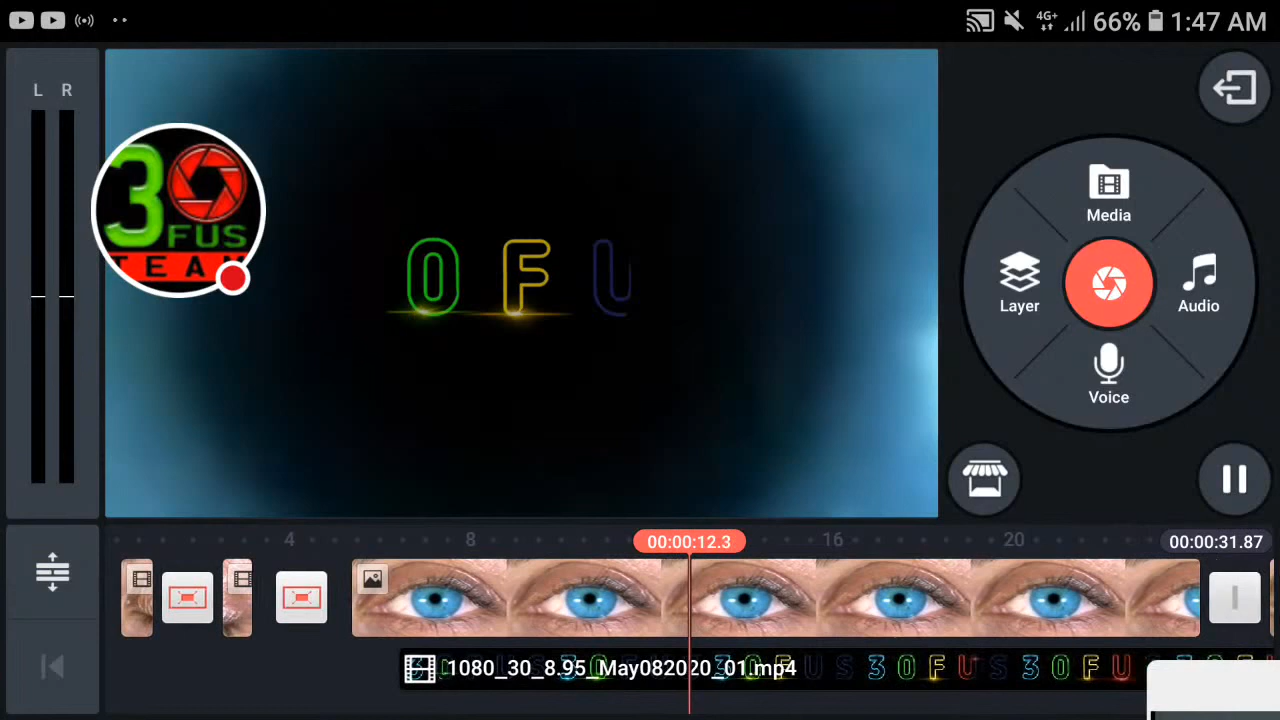 4G+ 66% 1:47 AM
L R
3
FUS
TEAM
0 F U
Media
Layer
Audio
Voice
4 8 00:00:12.3 16 20 00:00:31.87
1080_30_8.95_May082020_01.mp4
F U S 3 0 F U S 3 0 F U